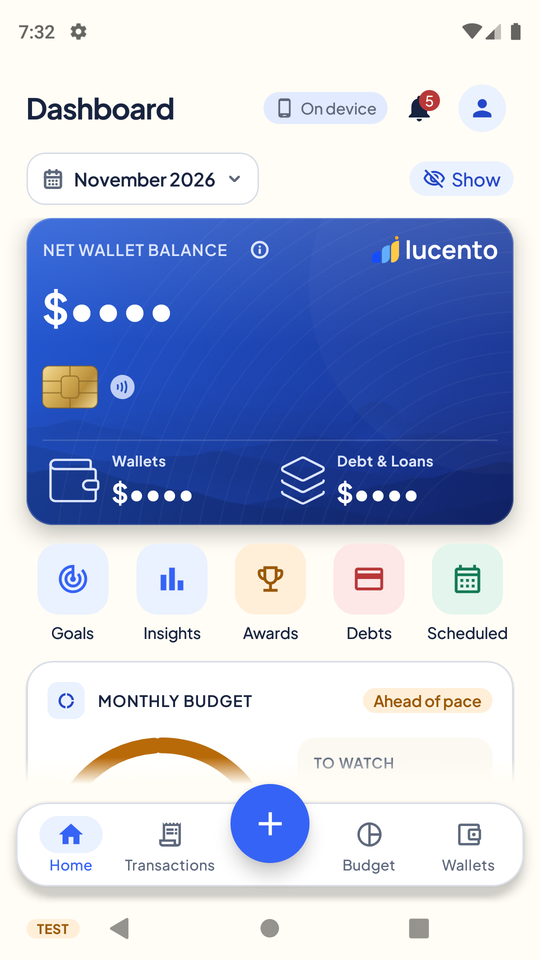 7:32
Dashboard
On device
5
November 2026
Show
NET WALLET BALANCE
lucento
$●●●●
Wallets
$●●●●
Debt & Loans
$●●●●
Goals
Insights
Awards
Debts
Scheduled
MONTHLY BUDGET
Ahead of pace
TO WATCH
Home
Transactions
Budget
Wallets
TEST